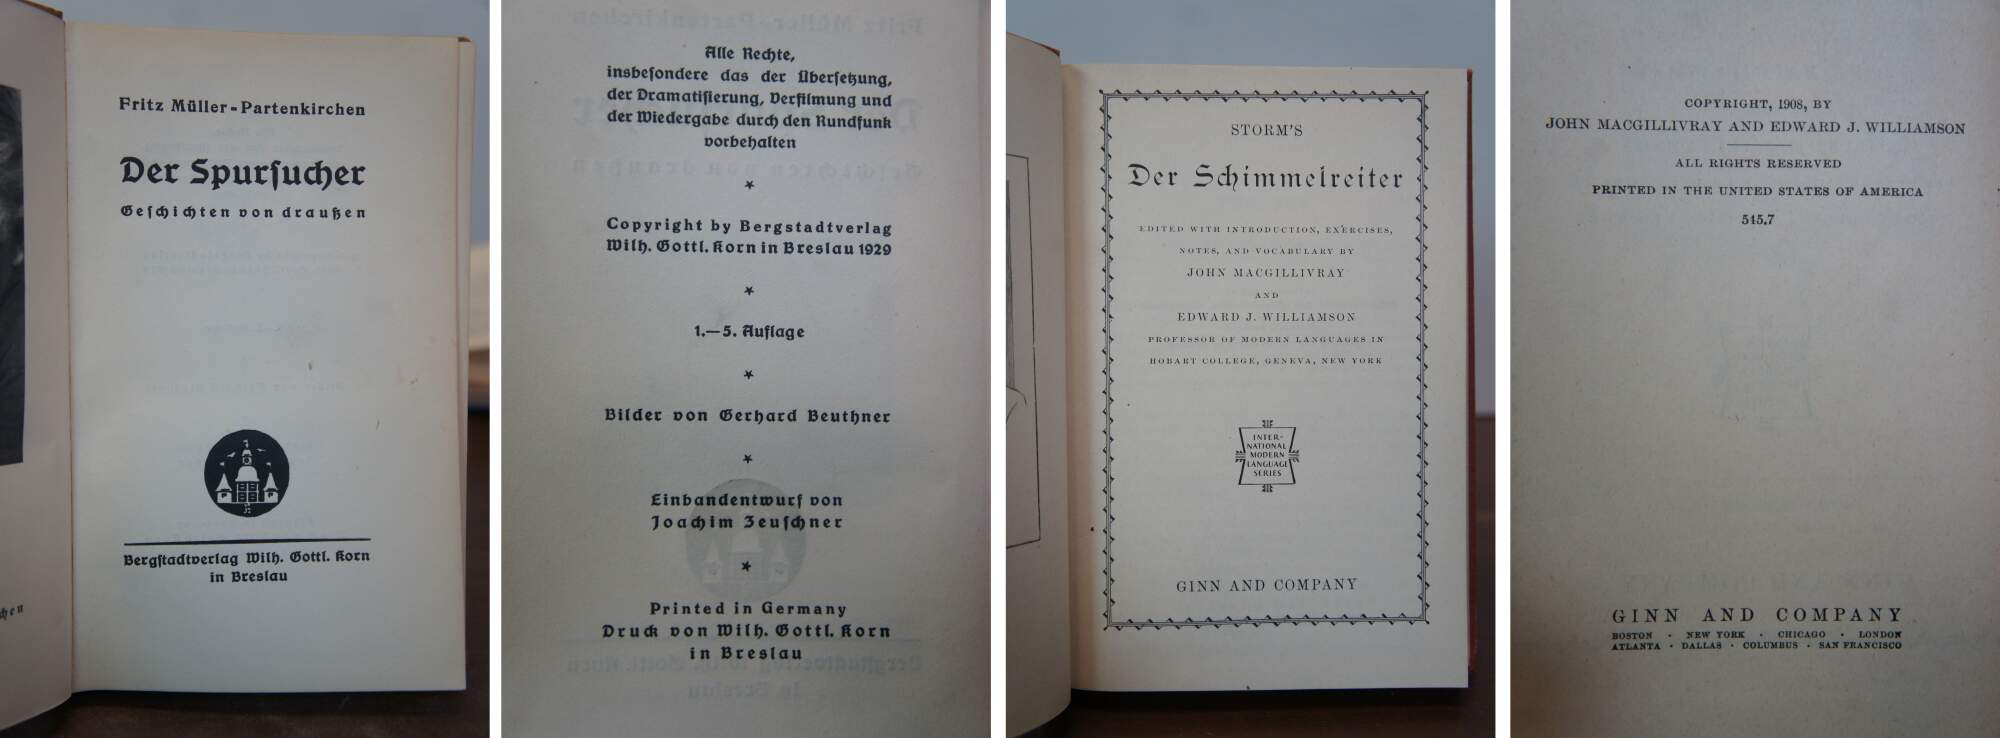 Fritz Müller-Partenkirchen
Der Spurſucher
Geſchichten von draußen
Bergſtadtverlag Wilh. Gottl. Korn
in Breslau
Alle Rechte,
insbeſondere das der Überſetzung,
der Dramatiſierung, Verfilmung und
der Wiedergabe durch den Rundfunk
vorbehalten
*
Copyright by Bergstadtverlag
Wilh. Gottl. Korn in Breslau 1929
*
1.—5. Auflage
*
Bilder von Gerhard Beuthner
*
Einbandentwurf von
Joachim Zeuſchner
*
Printed in Germany
Druck von Wilh. Gottl. Korn
in Breslau
STORM'S
Der Schimmelreiter
EDITED WITH INTRODUCTION, EXERCISES,
NOTES, AND VOCABULARY BY
JOHN MACGILLIVRAY
AND
EDWARD J. WILLIAMSON
PROFESSOR OF MODERN LANGUAGES IN
HOBART COLLEGE, GENEVA, NEW YORK
INTER-
NATIONAL
MODERN
LANGUAGE
SERIES
GINN AND COMPANY
COPYRIGHT, 1908, BY
JOHN MACGILLIVRAY AND EDWARD J. WILLIAMSON
ALL RIGHTS RESERVED
PRINTED IN THE UNITED STATES OF AMERICA
515.7
GINN AND COMPANY
BOSTON · NEW YORK · CHICAGO · LONDON
ATLANTA · DALLAS · COLUMBUS · SAN FRANCISCO